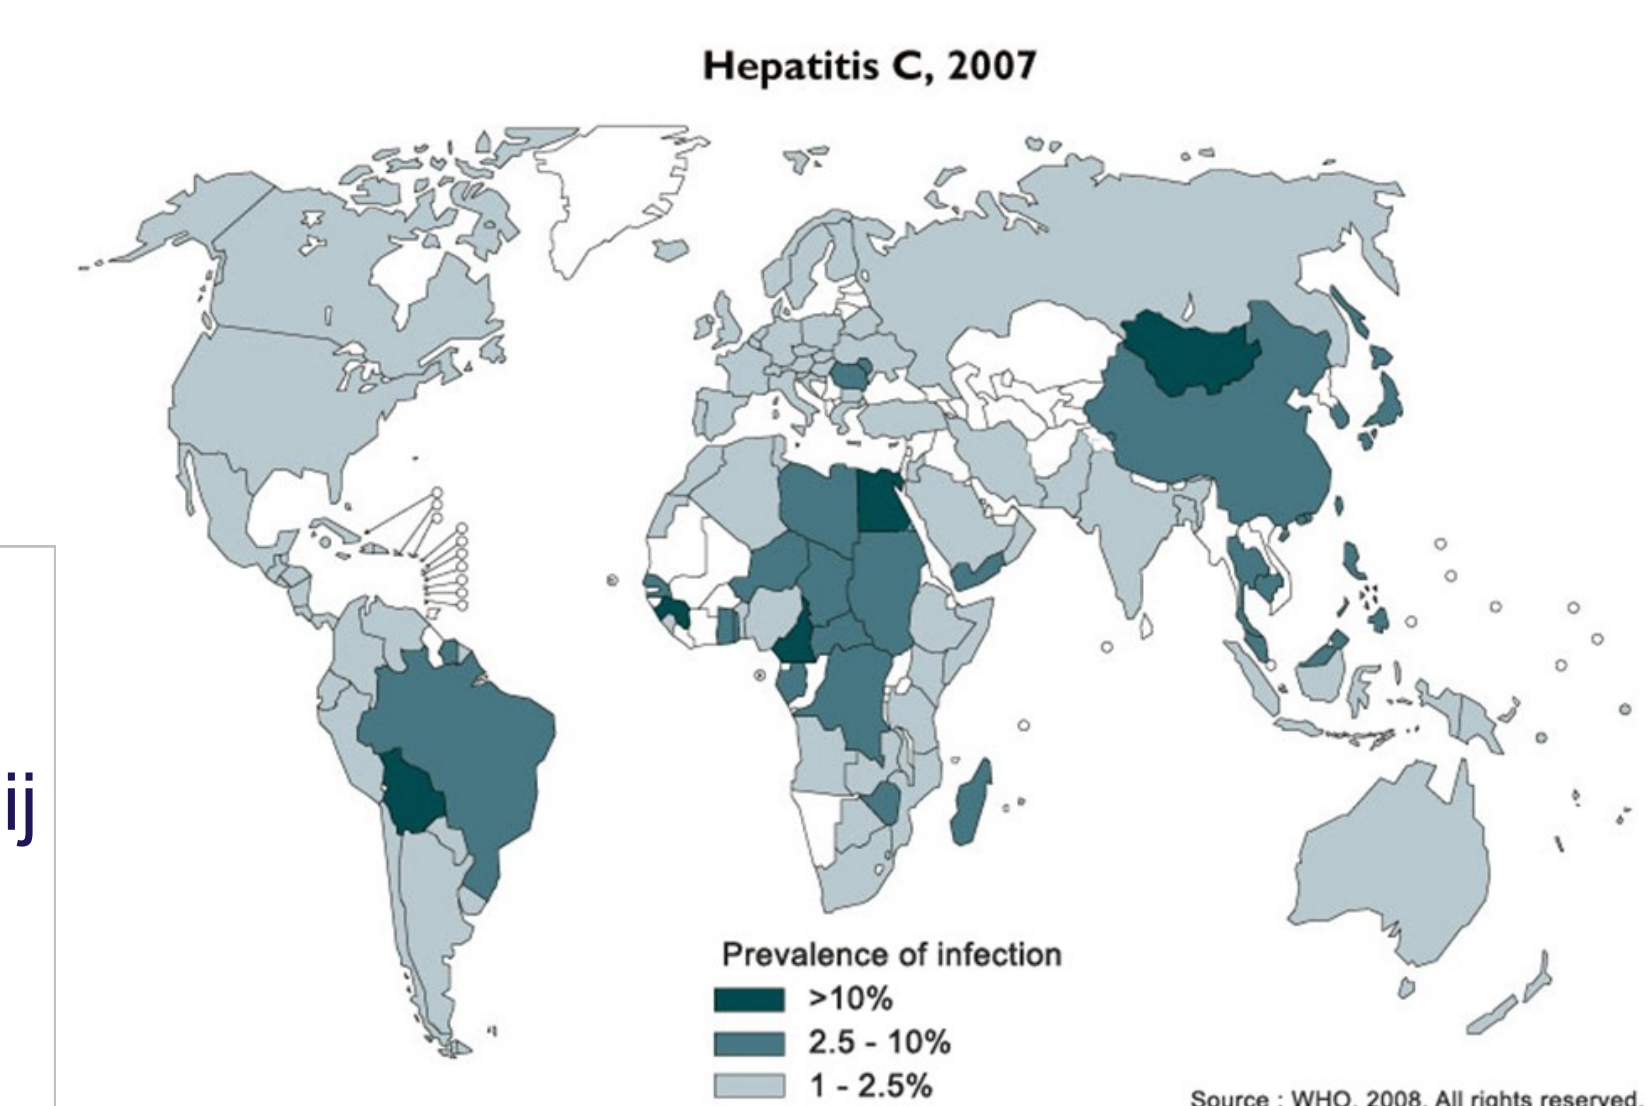 Hepatitis C, 2007
ij
Prevalence of infection
>10%
2.5 - 10%
1 - 2.5%
Source : WHO, 2008. All rights reserved.